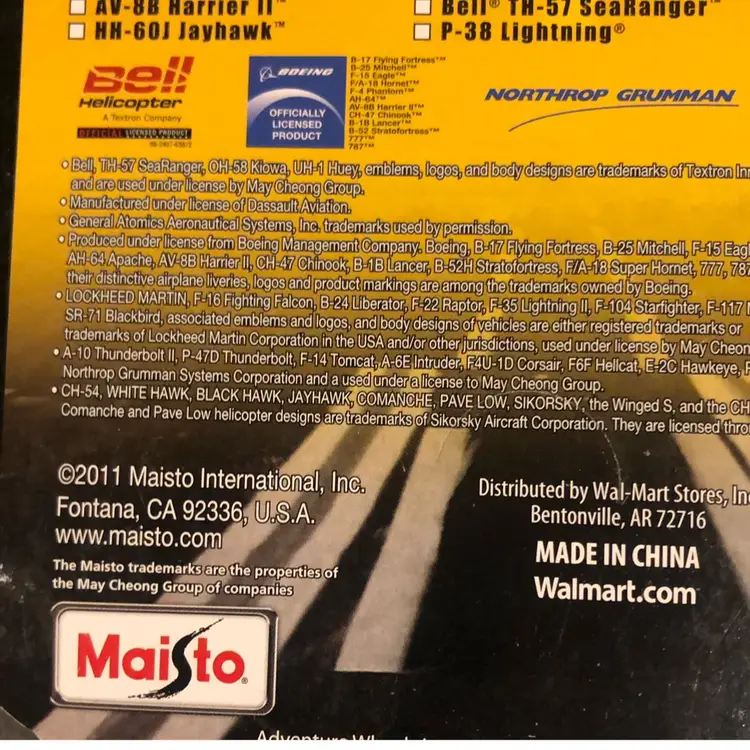 AV-8B Harrier II™
Bell® TH-57 SeaRanger™
HH-60J Jayhawk™
P-38 Lightning®
Bell
Helicopter
A Textron Company
OFFICIAL LICENSED PRODUCT
BOEING
OFFICIALLY
LICENSED
PRODUCT
B-17 Flying Fortress™
B-25 Mitchell™
F-15 Eagle™
F/A-18 Hornet™
F-4 Phantom™
AH-64™
AV-8B Harrier II™
CH-47 Chinook™
B-1B Lancer™
B-52 Stratofortress™
777™
787™
NORTHROP GRUMMAN
• Bell, TH-57 SeaRanger, OH-58 Kiowa, UH-1 Huey, emblems, logos, and body designs are trademarks of Textron
and are used under license by May Cheong Group.
• Manufactured under license of Dassault Aviation.
• General Atomics Aeronautical Systems, Inc. trademarks used by permission.
• Produced under license from Boeing Management Company. Boeing, B-17 Flying Fortress, B-25 Mitchell, F-15
AH-64 Apache, AV-8B Harrier II, CH-47 Chinook, B-1B Lancer, B-52H Stratofortress, F/A-18 Super Hornet, 777, 787
their distinctive airplane liveries, logos and product markings are among the trademarks owned by Boeing.
• LOCKHEED MARTIN, F-16 Fighting Falcon, B-24 Liberator, F-22 Raptor, F-35 Lightning II, F-104 Starfighter, F-117
SR-71 Blackbird, associated emblems and logos, and body designs of vehicles are either registered trademarks or
trademarks of Lockheed Martin Corporation in the USA and/or other jurisdictions, used under license by May Cheon
• A-10 Thunderbolt II, P-47D Thunderbolt, F-14 Tomcat, A-6E Intruder, F4U-1D Corsair, F6F Hellcat, E-2C Hawkeye,
Northrop Grumman Systems Corporation and a used under a license to May Cheong Group.
• CH-54, WHITE HAWK, BLACK HAWK, JAYHAWK, COMANCHE, PAVE LOW, SIKORSKY, the Winged S, and the CH
Comanche and Pave Low helicopter designs are trademarks of Sikorsky Aircraft Corporation. They are licensed thro
©2011 Maisto International, Inc.
Fontana, CA 92336, U.S.A.
www.maisto.com
The Maisto trademarks are the properties of
the May Cheong Group of companies
Distributed by Wal-Mart Stores, In
Bentonville, AR 72716
MADE IN CHINA
Walmart.com
Maisto®